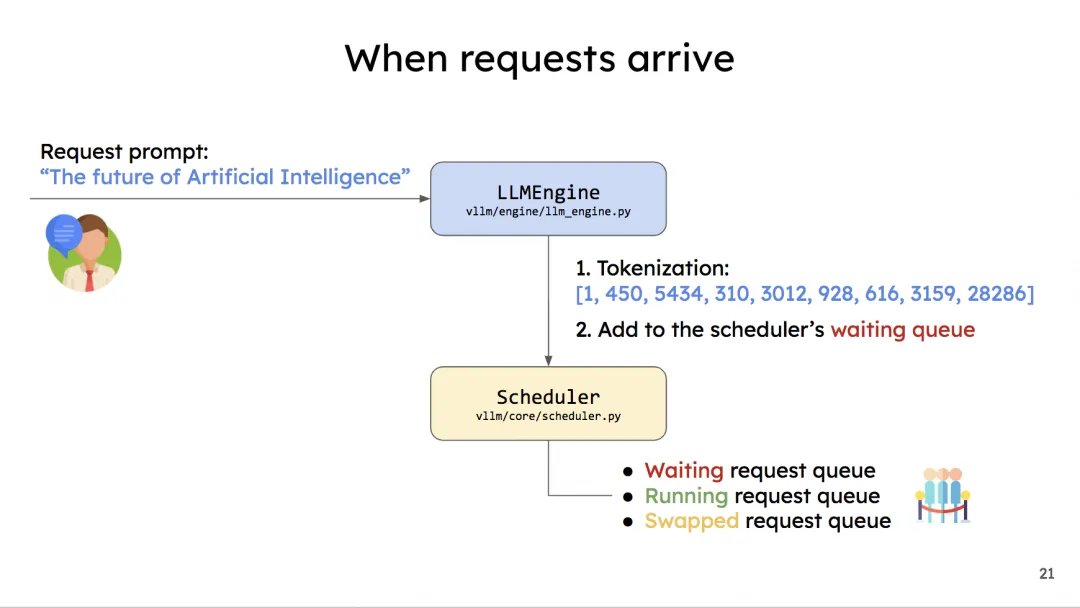 When requests arrive
Request prompt:
“The future of Artificial Intelligence”
LLMEngine
vllm/engine/llm_engine.py
1. Tokenization:
[1, 450, 5434, 310, 3012, 928, 616, 3159, 28286]
2. Add to the scheduler’s waiting queue
Scheduler
vllm/core/scheduler.py
● Waiting request queue
● Running request queue
● Swapped request queue
21